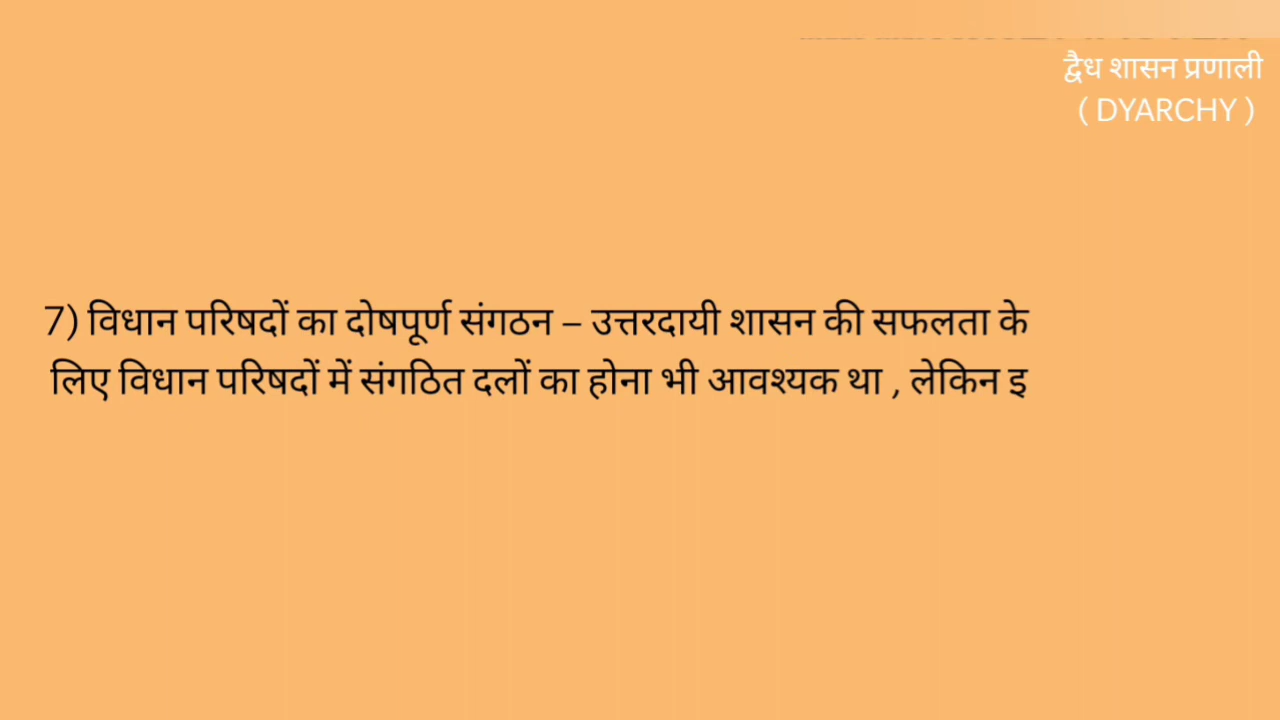 द्वैध शासन प्रणाली
( DYARCHY )
7) विधान परिषदों का दोषपूर्ण संगठन – उत्तरदायी शासन की सफलता के
लिए विधान परिषदों में संगठित दलों का होना भी आवश्यक था , लेकिन इ